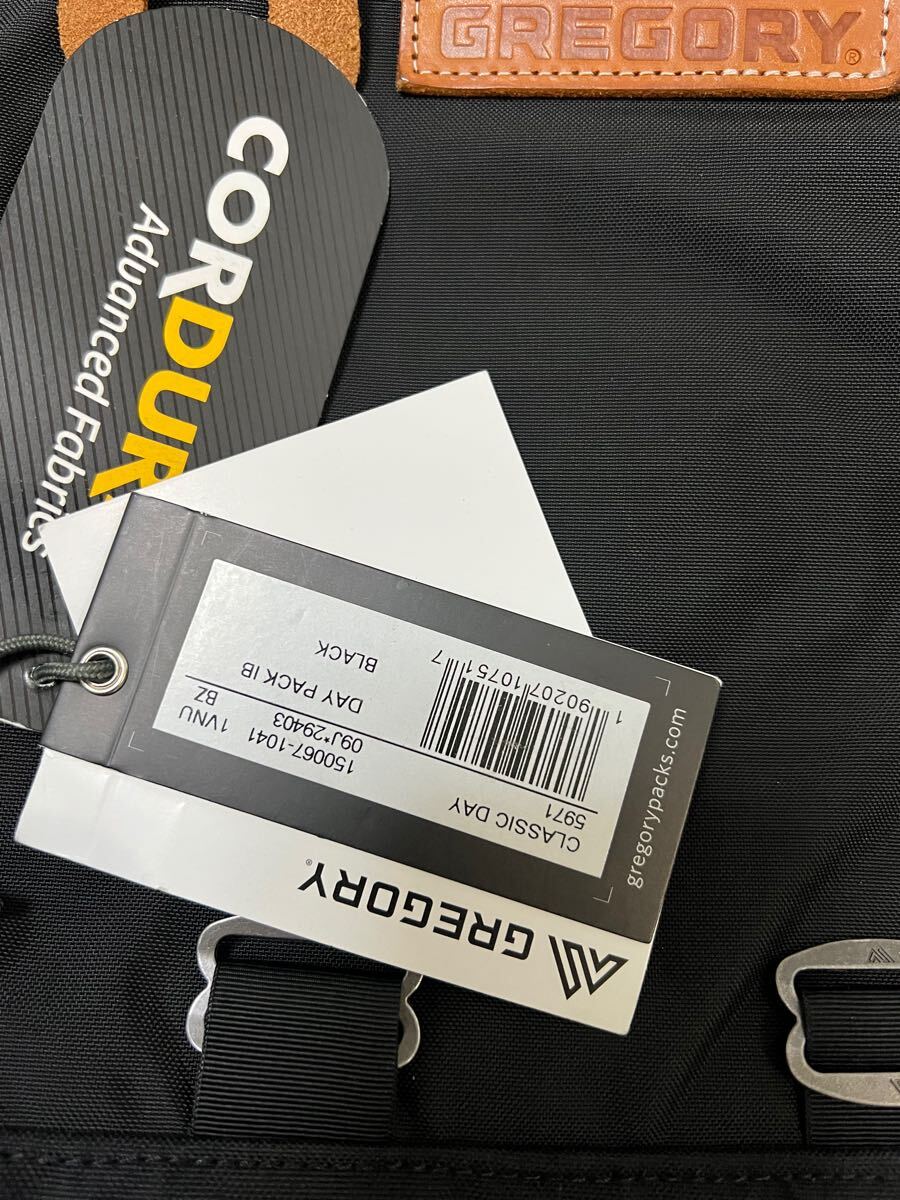 GREGORY®
CORDUR
Advanced Fabrics
GREGORY®
CLASSIC DAY
5971
150067-1041 1VNU
09J*29403 BZ
DAY PACK IB
BLACK
1 90207 10751 7
gregorypacks.com